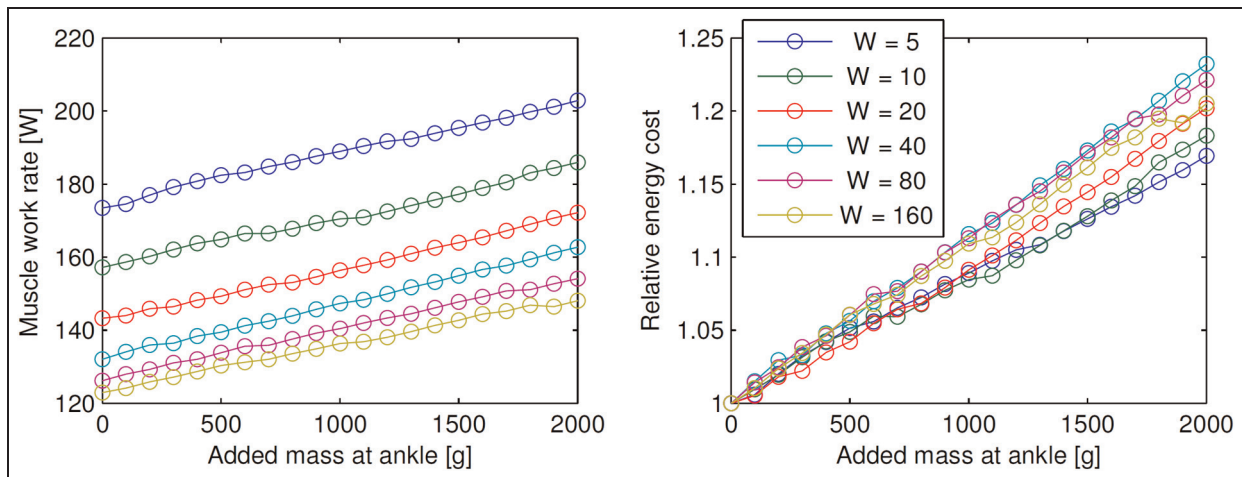 220
200
180
160
140
120
Muscle work rate [W]
0
500
1000
1500
2000
Added mass at ankle [g]
W = 5
W = 10
W = 20
W = 40
W = 80
W = 160
1.25
1.2
1.15
1.1
1.05
1
Relative energy cost
0
500
1000
1500
2000
Added mass at ankle [g]